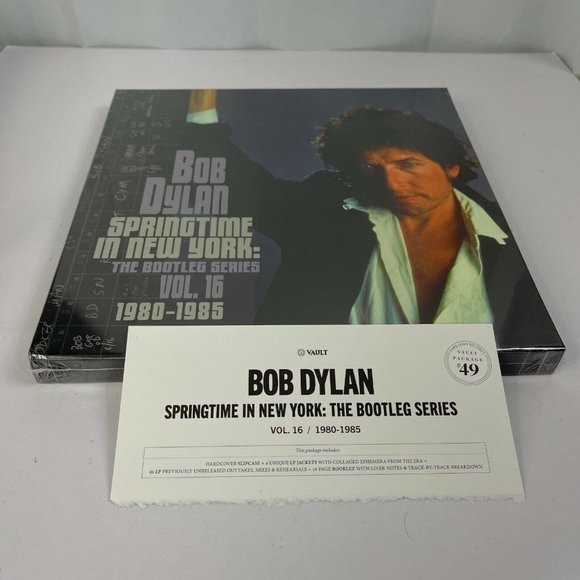 BOB
DYLAN
SPRINGTIME
IN NEW YORK:
THE BOOTLEG SERIES
VOL. 16
1980-1985
VAULT
VAULT
PACKAGE
#49
BOB DYLAN
SPRINGTIME IN NEW YORK: THE BOOTLEG SERIES
VOL. 16 / 1980-1985
This package includes:
HARDCOVER SLIPCASE + 4 UNIQUE LP JACKETS WITH COLLAGED EPHEMERA FROM THE ERA +
4x LP PREVIOUSLY UNRELEASED OUTTAKES, MIXES & REHEARSALS + 16-PAGE BOOKLET WITH LINER NOTES & TRACK-BY-TRACK BREAKDOWN